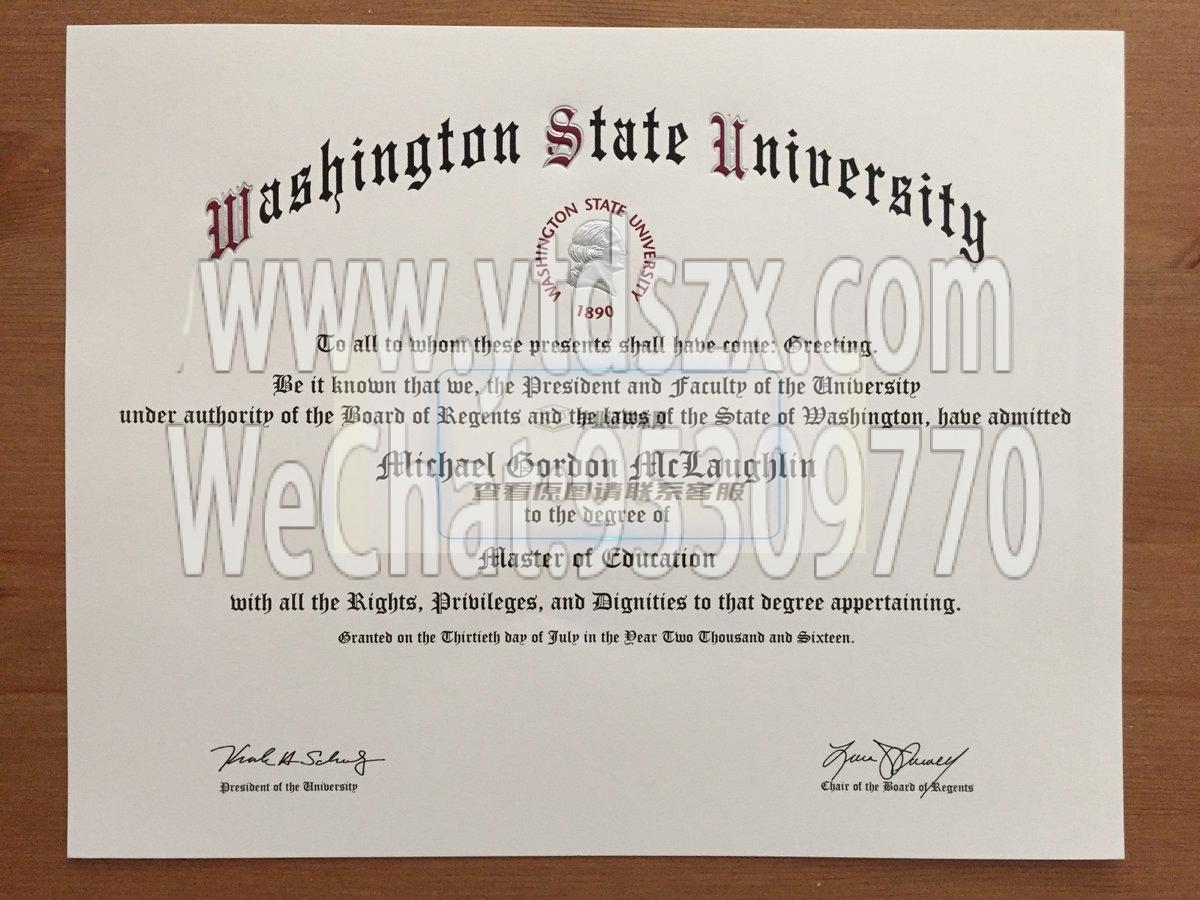 Washington State University
WASHINGTON STATE UNIVERSITY
1890
www.ytdszx.com
To all to whom these presents shall have come: Greeting.
Be it known that we, the President and Faculty of the University
under authority of the Board of Regents and the laws of the State of Washington, have admitted
WeChat:95309770
Michael Gordon McLaughlin
查看原图请联系客服
to the degree of
Master of Education
with all the Rights, Privileges, and Dignities to that degree appertaining.
Granted on the Thirtieth day of July in the Year Two Thousand and Sixteen.
President of the University
Chair of the Board of Regents